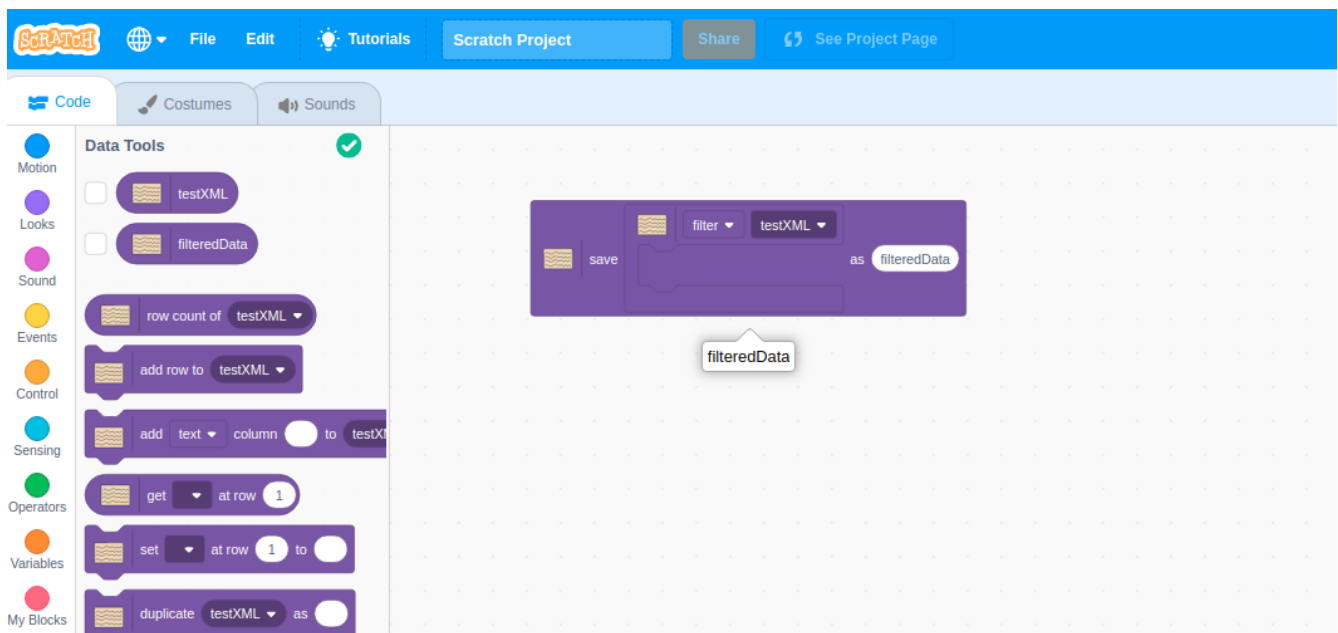 SCRATCH File Edit Tutorials Scratch Project Share See Project Page
Code Costumes Sounds
Motion
Looks
Sound
Events
Control
Sensing
Operators
Variables
My Blocks
Data Tools
testXML
filteredData
row count of testXML
add row to testXML
add text column to
get at row 1
set at row 1 to
duplicate testXML as
filter testXML
save as filteredData
filteredData